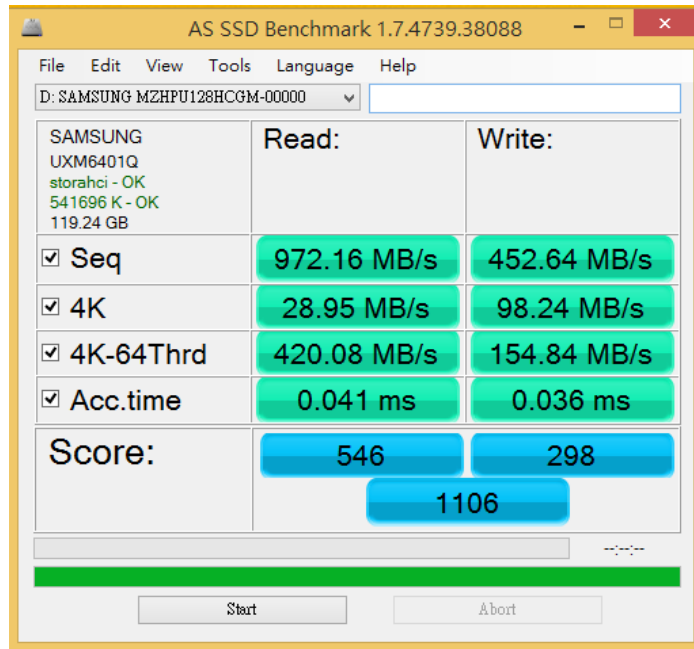 AS SSD Benchmark 1.7.4739.38088
File Edit View Tools Language Help
D: SAMSUNG MZHPU128HCGM-00000
SAMSUNG
UXM6401Q
storahci - OK
541696 K - OK
119.24 GB
Read: Write:
Seq 972.16 MB/s 452.64 MB/s
4K 28.95 MB/s 98.24 MB/s
4K-64Thrd 420.08 MB/s 154.84 MB/s
Acc.time 0.041 ms 0.036 ms
Score: 546 298
1106
--:--:--
Start Abort